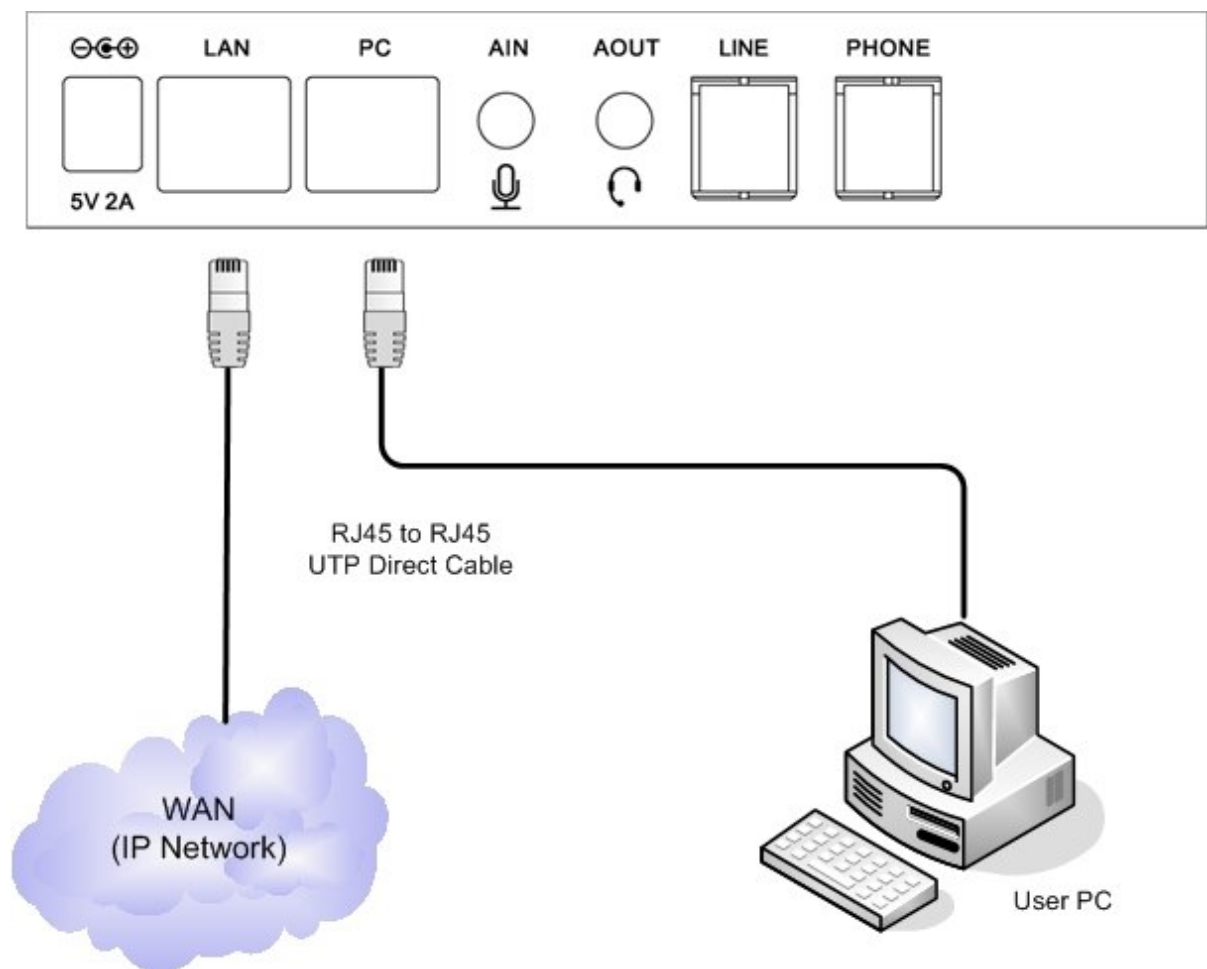 LAN
PC
AIN
AOUT
LINE
PHONE
5V 2A
RJ45 to RJ45
UTP Direct Cable
WAN
(IP Network)
User PC